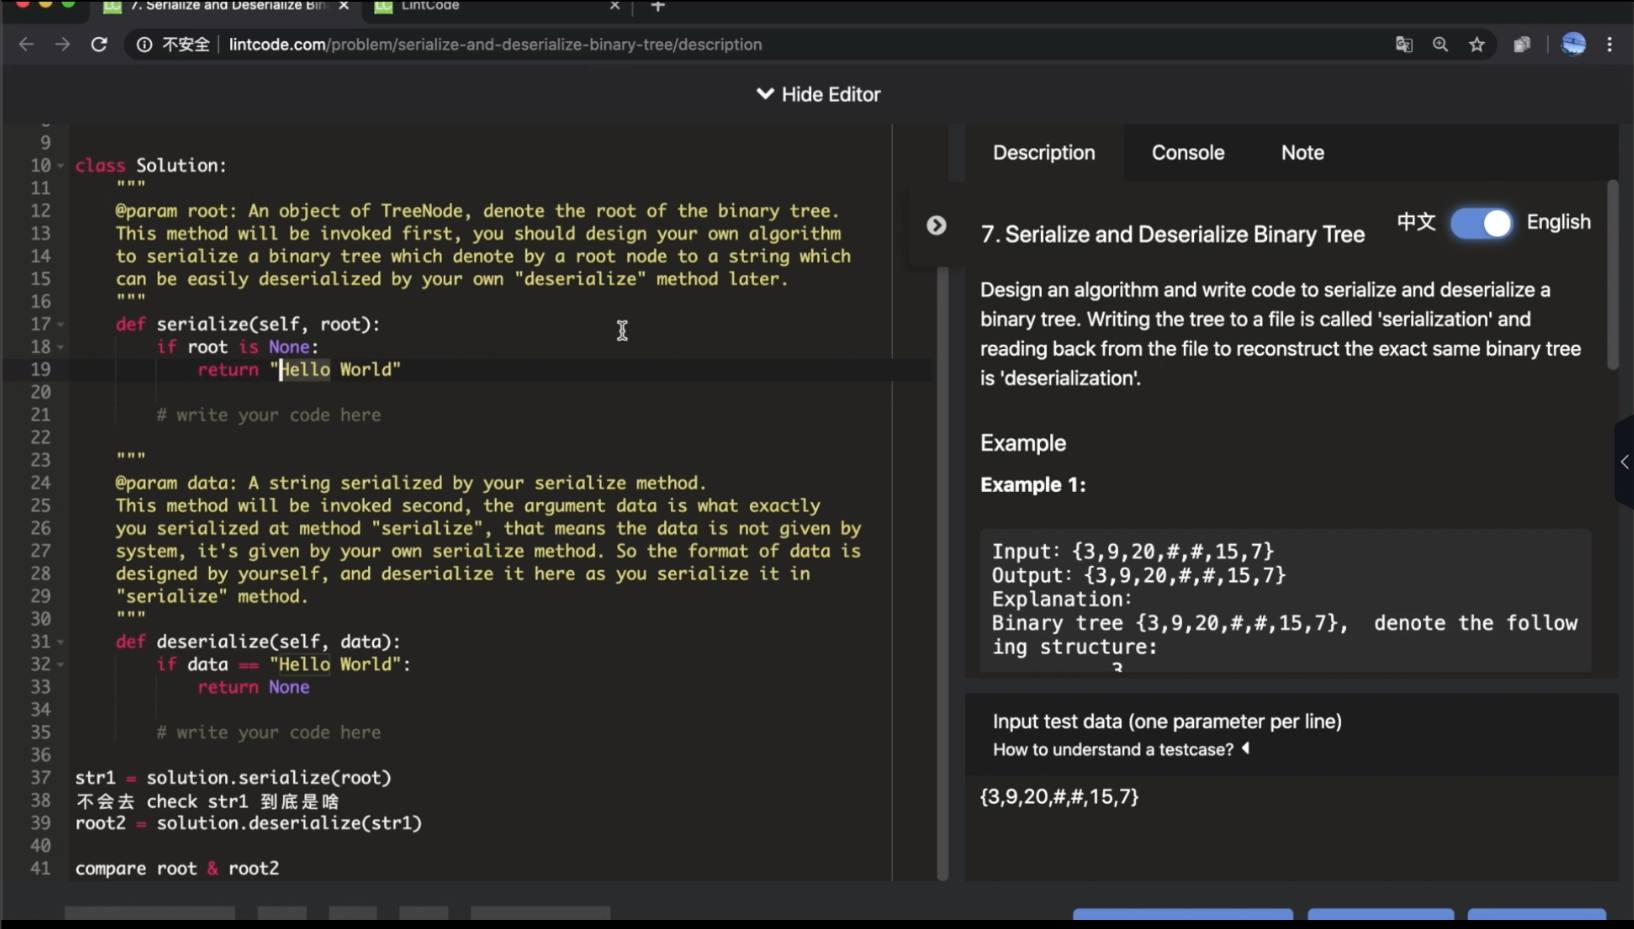 7. Serialize and Deserialize Bin
LintCode
不安全
lintcode.com/problem/serialize-and-deserialize-binary-tree/description
Hide Editor
9
10 class Solution:
11 """
12 @param root: An object of TreeNode, denote the root of the binary tree.
13 This method will be invoked first, you should design your own algorithm
14 to serialize a binary tree which denote by a root node to a string which
15 can be easily deserialized by your own "deserialize" method later.
16 """
17 def serialize(self, root):
18 if root is None:
19 return "Hello World"
20
21 # write your code here
22
23 """
24 @param data: A string serialized by your serialize method.
25 This method will be invoked second, the argument data is what exactly
26 you serialized at method "serialize", that means the data is not given by
27 system, it's given by your own serialize method. So the format of data is
28 designed by yourself, and deserialize it here as you serialize it in
29 "serialize" method.
30 """
31 def deserialize(self, data):
32 if data == "Hello World":
33 return None
34
35 # write your code here
36
37 str1 = solution.serialize(root)
38 不会去 check str1 到底是啥
39 root2 = solution.deserialize(str1)
40
41 compare root & root2
Description
Console
Note
中文
English
7. Serialize and Deserialize Binary Tree
Design an algorithm and write code to serialize and deserialize a
binary tree. Writing the tree to a file is called 'serialization' and
reading back from the file to reconstruct the exact same binary tree
is 'deserialization'.
Example
Example 1:
Input: {3,9,20,#,#,15,7}
Output: {3,9,20,#,#,15,7}
Explanation:
Binary tree {3,9,20,#,#,15,7},  denote the follow
ing structure:
3
Input test data (one parameter per line)
How to understand a testcase?
{3,9,20,#,#,15,7}